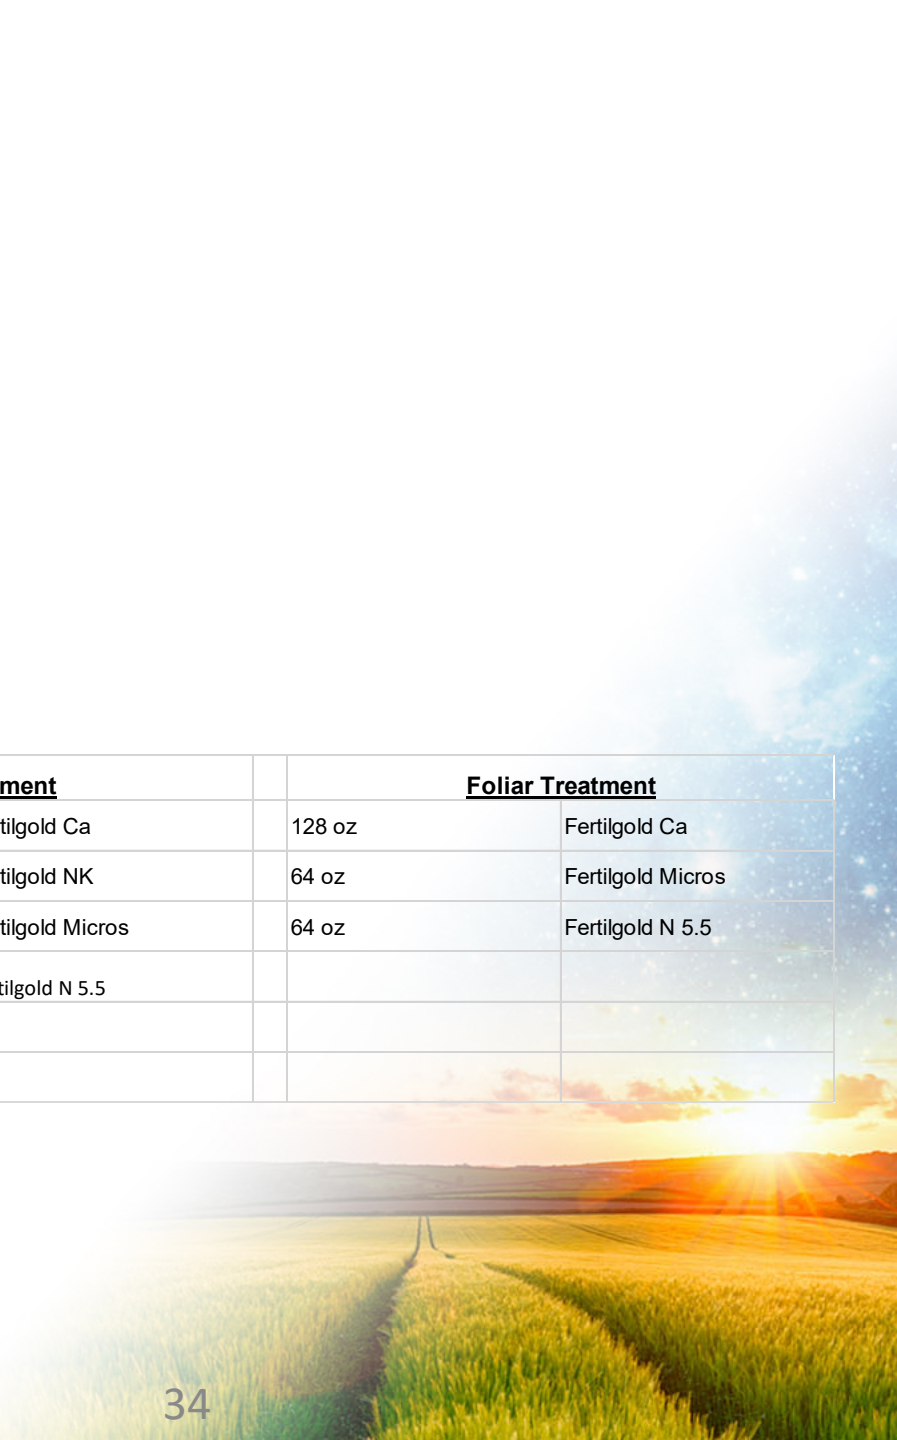 ment Foliar Treatment
tilgold Ca 128 oz Fertilgold Ca
tilgold NK 64 oz Fertilgold Micros
tilgold Micros 64 oz Fertilgold N 5.5
tilgold N 5.5
34